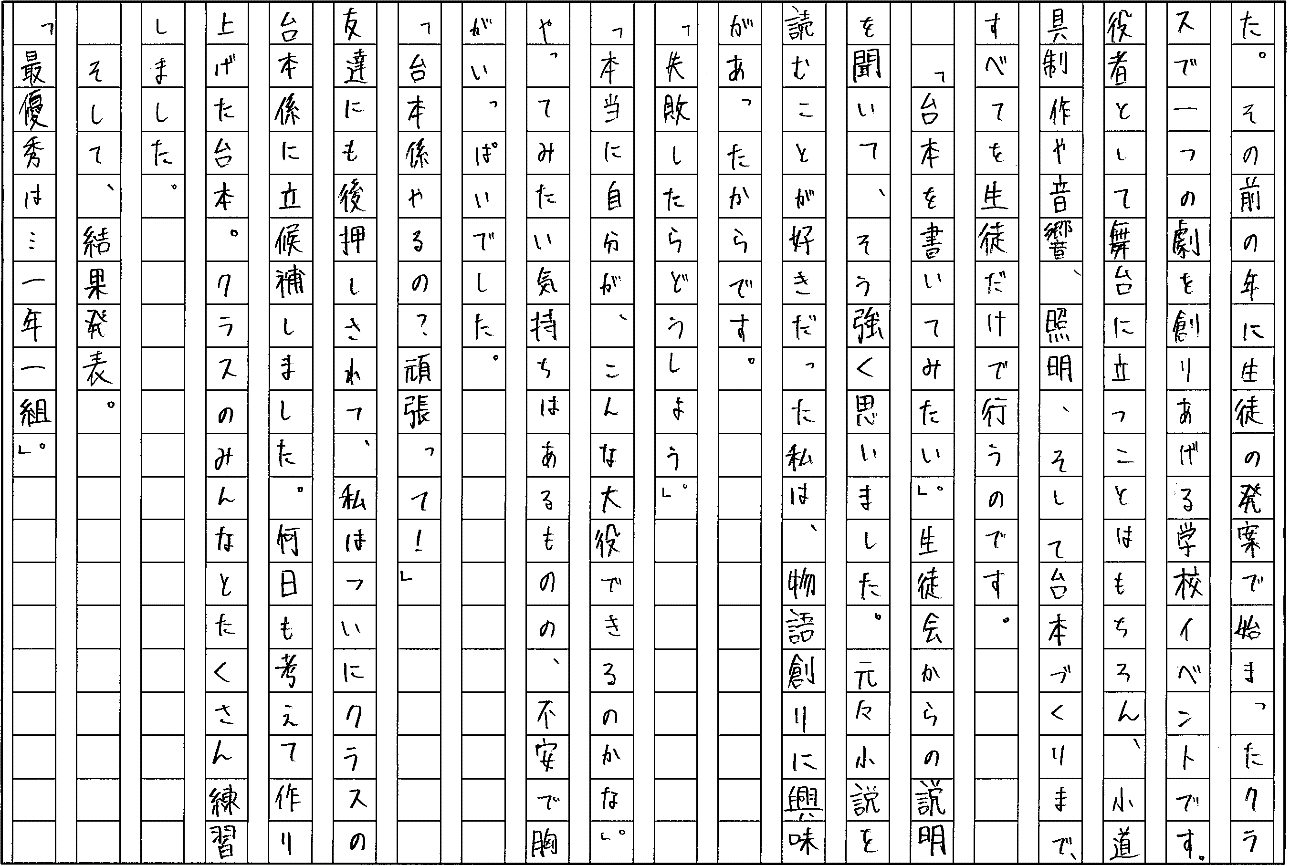 た。その前の年に生徒の発案で始まったクラ
スで一つの劇を創りあげる学校イベントです。
役者として舞台に立つことはもちろん、小道
具制作や音響、照明、そして台本づくりまで、
すべてを生徒だけで行うのです。
「台本を書いてみたい」。生徒会からの説明
を聞いて、そう強く思いました。元々小説を
読むことが好きだった私は、物語創りに興味
があったからです。
「失敗したらどうしよう」。
「本当に自分が、こんな大役できるのかな」。
やってみたい気持ちはあるものの、不安で胸
がいっぱいでした。
「台本係やるの？頑張って！」
友達にも後押しされて、私はついにクラスの
台本係に立候補しました。何日も考えて作り
上げた台本。クラスのみんなとたくさん練習
しました。
そして、結果発表。
「最優秀は…一年一組」。